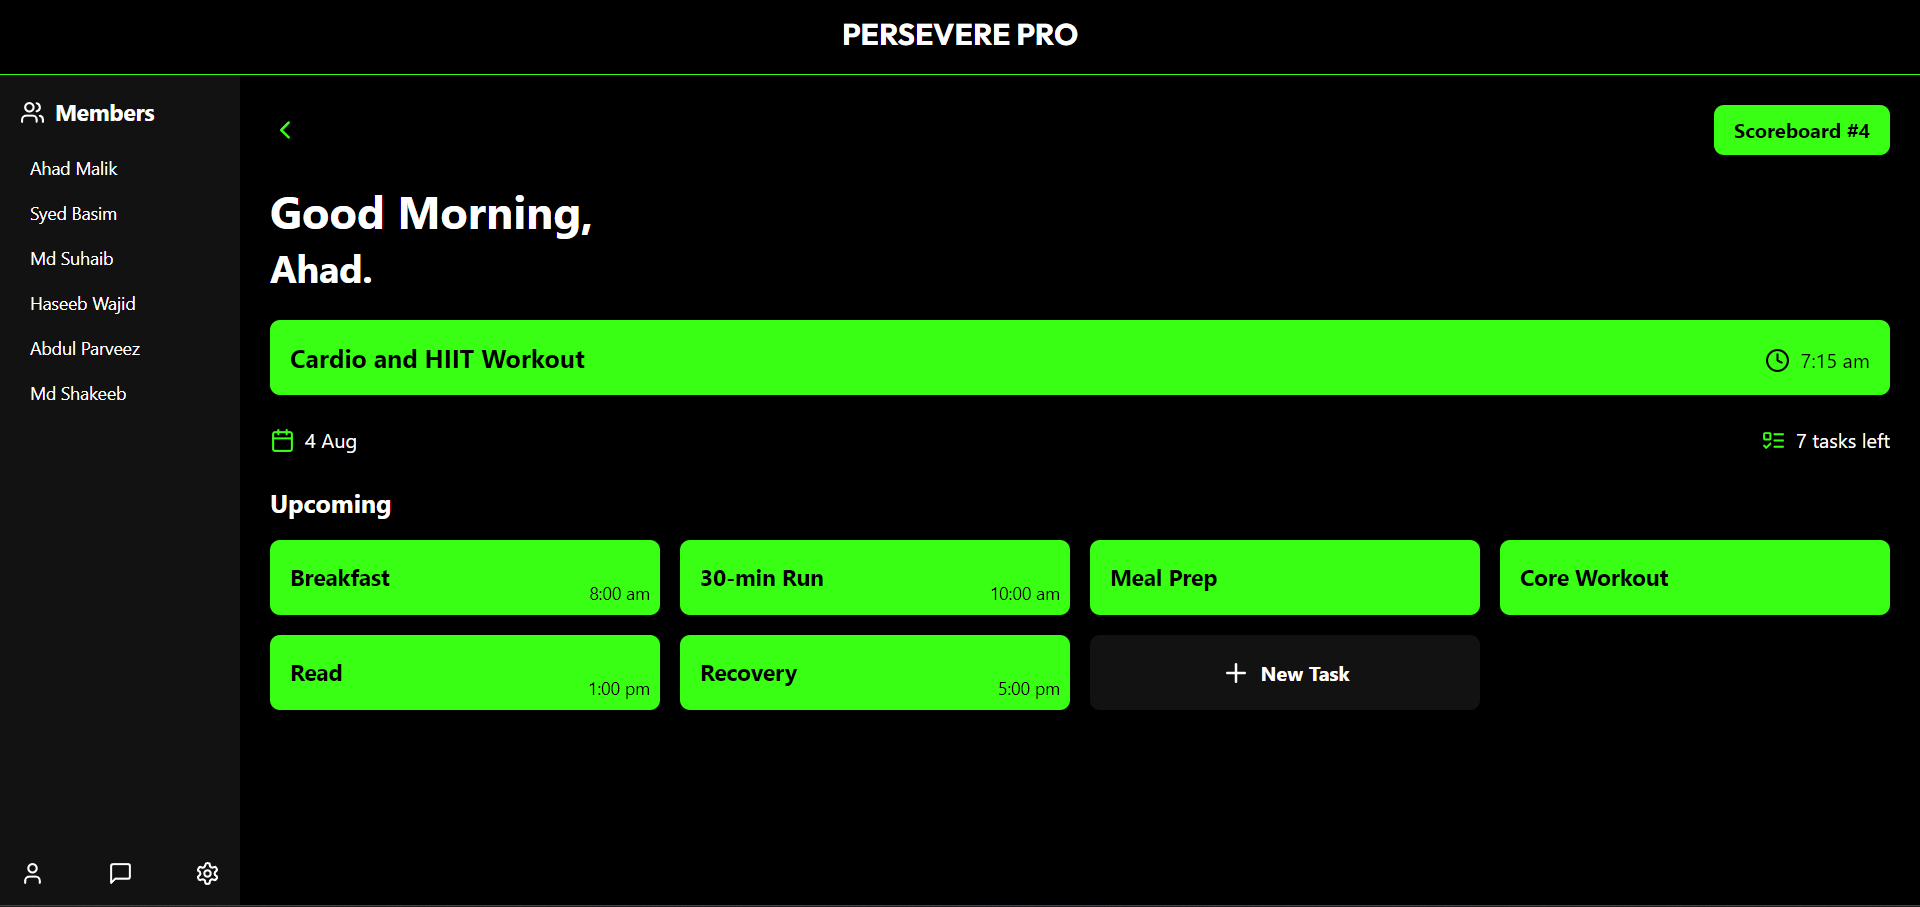 PERSEVERE PRO
Members
Ahad Malik
Syed Basim
Md Suhaib
Haseeb Wajid
Abdul Parveez
Md Shakeeb
Scoreboard #4
Good Morning,
Ahad.
Cardio and HIIT Workout
7:15 am
4 Aug
7 tasks left
Upcoming
Breakfast
8:00 am
30-min Run
10:00 am
Meal Prep
Core Workout
Read
1:00 pm
Recovery
5:00 pm
New Task